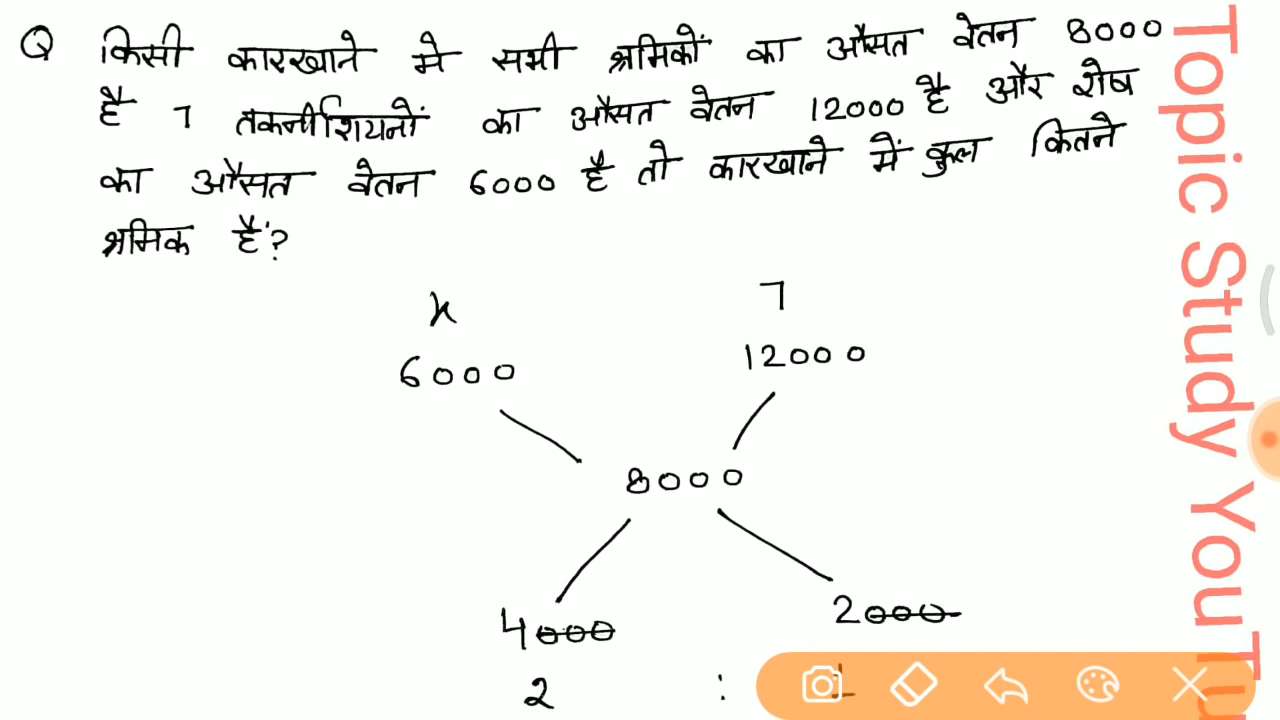 Q किसी कारखाने मे सभी श्रमिकों का औसत वेतन 8000
है 7 तकनीशियनों का औसत वेतन 12000 है और शेष
का औसत वेतन 6000 है तो कारखाने में कुल कितने
श्रमिक हैं?
x 7
6000 12000
8000
4000 2000
2 : 1
Topic Study YouTu